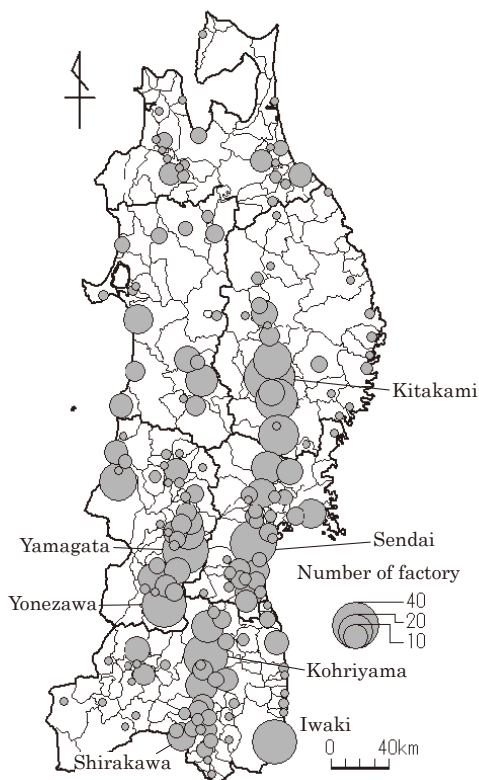 Kitakami
Sendai
Yamagata
Number of factory
40
20
10
Yonezawa
Kohriyama
Iwaki
Shirakawa
0 40km